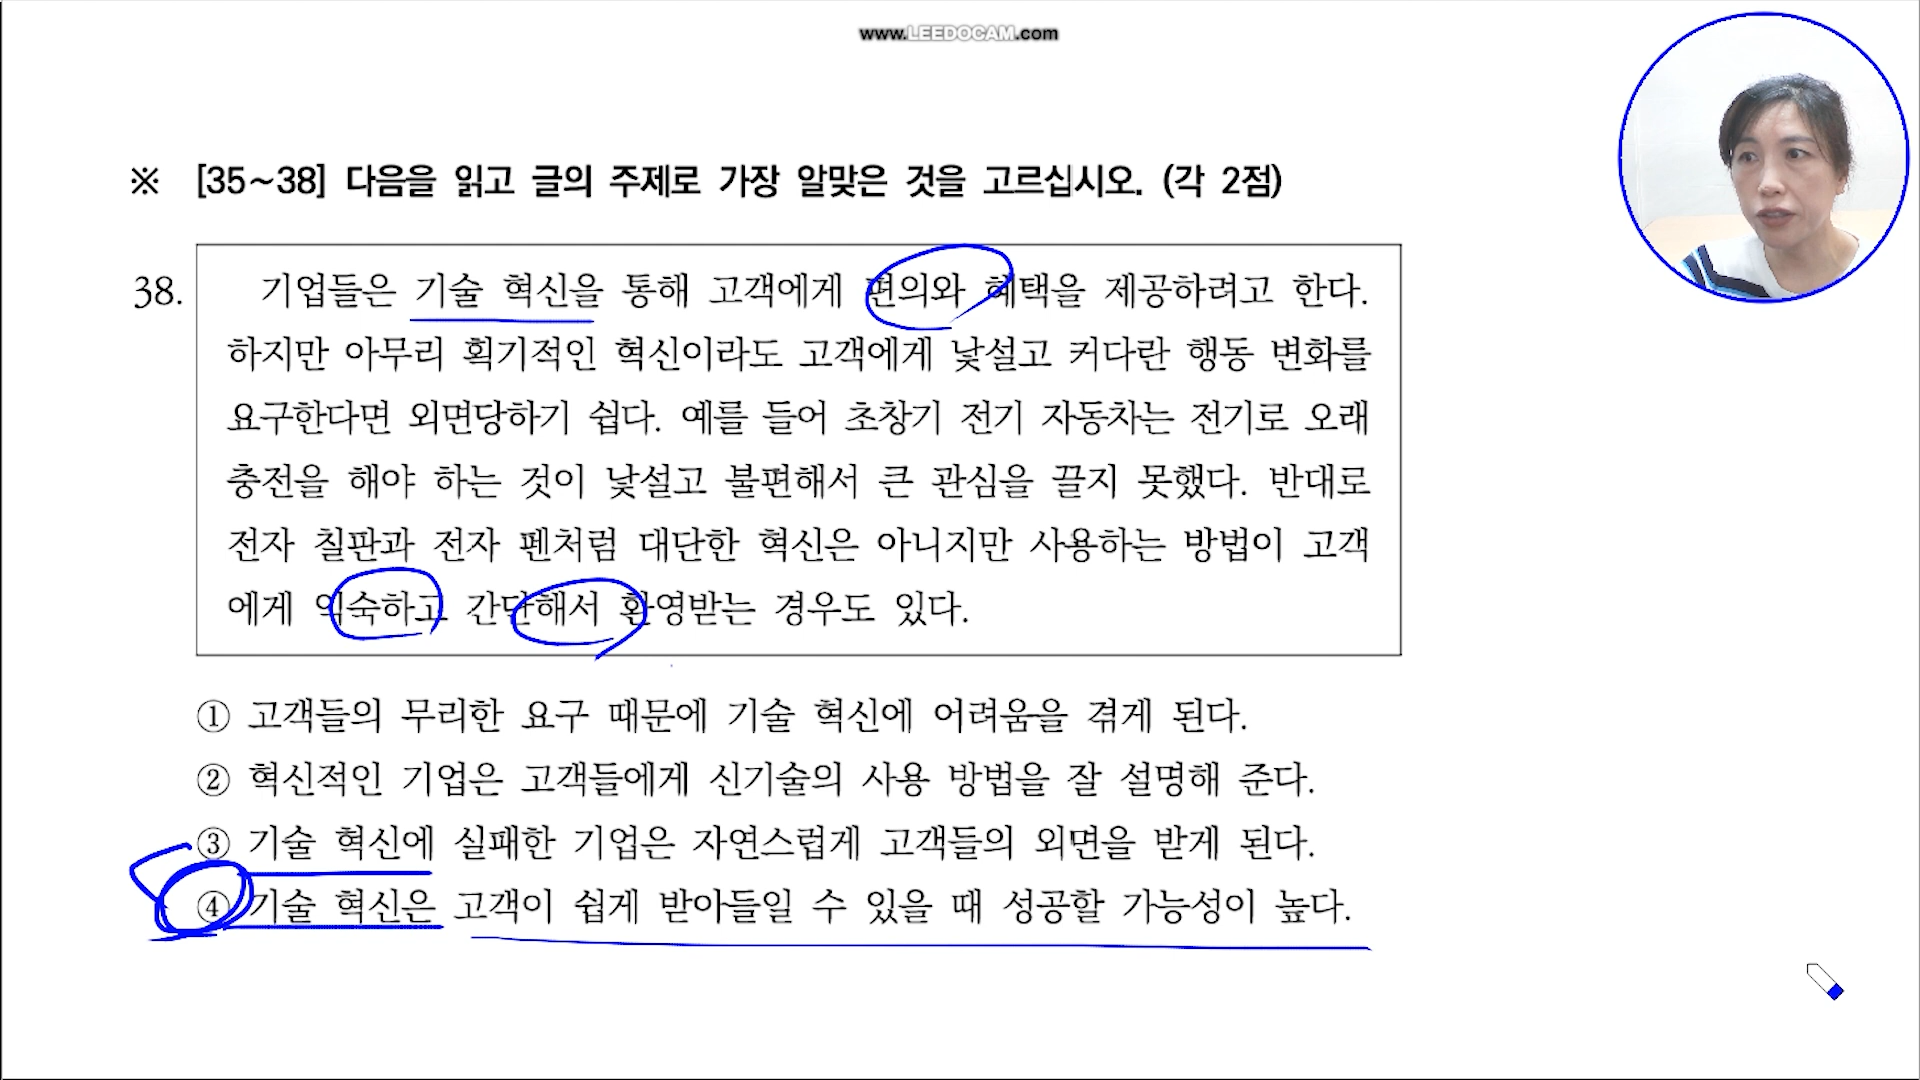 www.LEEDOCAM.com
※ [35~38] 다음을 읽고 글의 주제로 가장 알맞은 것을 고르십시오. (각 2점)
38. 기업들은 기술 혁신을 통해 고객에게 편의와 혜택을 제공하려고 한다.
하지만 아무리 획기적인 혁신이라도 고객에게 낯설고 커다란 행동 변화를
요구한다면 외면당하기 쉽다. 예를 들어 초창기 전기 자동차는 전기로 오래
충전을 해야 하는 것이 낯설고 불편해서 큰 관심을 끌지 못했다. 반대로
전자 칠판과 전자 펜처럼 대단한 혁신은 아니지만 사용하는 방법이 고객
에게 익숙하고 간단해서 환영받는 경우도 있다.
① 고객들의 무리한 요구 때문에 기술 혁신에 어려움을 겪게 된다.
② 혁신적인 기업은 고객들에게 신기술의 사용 방법을 잘 설명해 준다.
③ 기술 혁신에 실패한 기업은 자연스럽게 고객들의 외면을 받게 된다.
④ 기술 혁신은 고객이 쉽게 받아들일 수 있을 때 성공할 가능성이 높다.